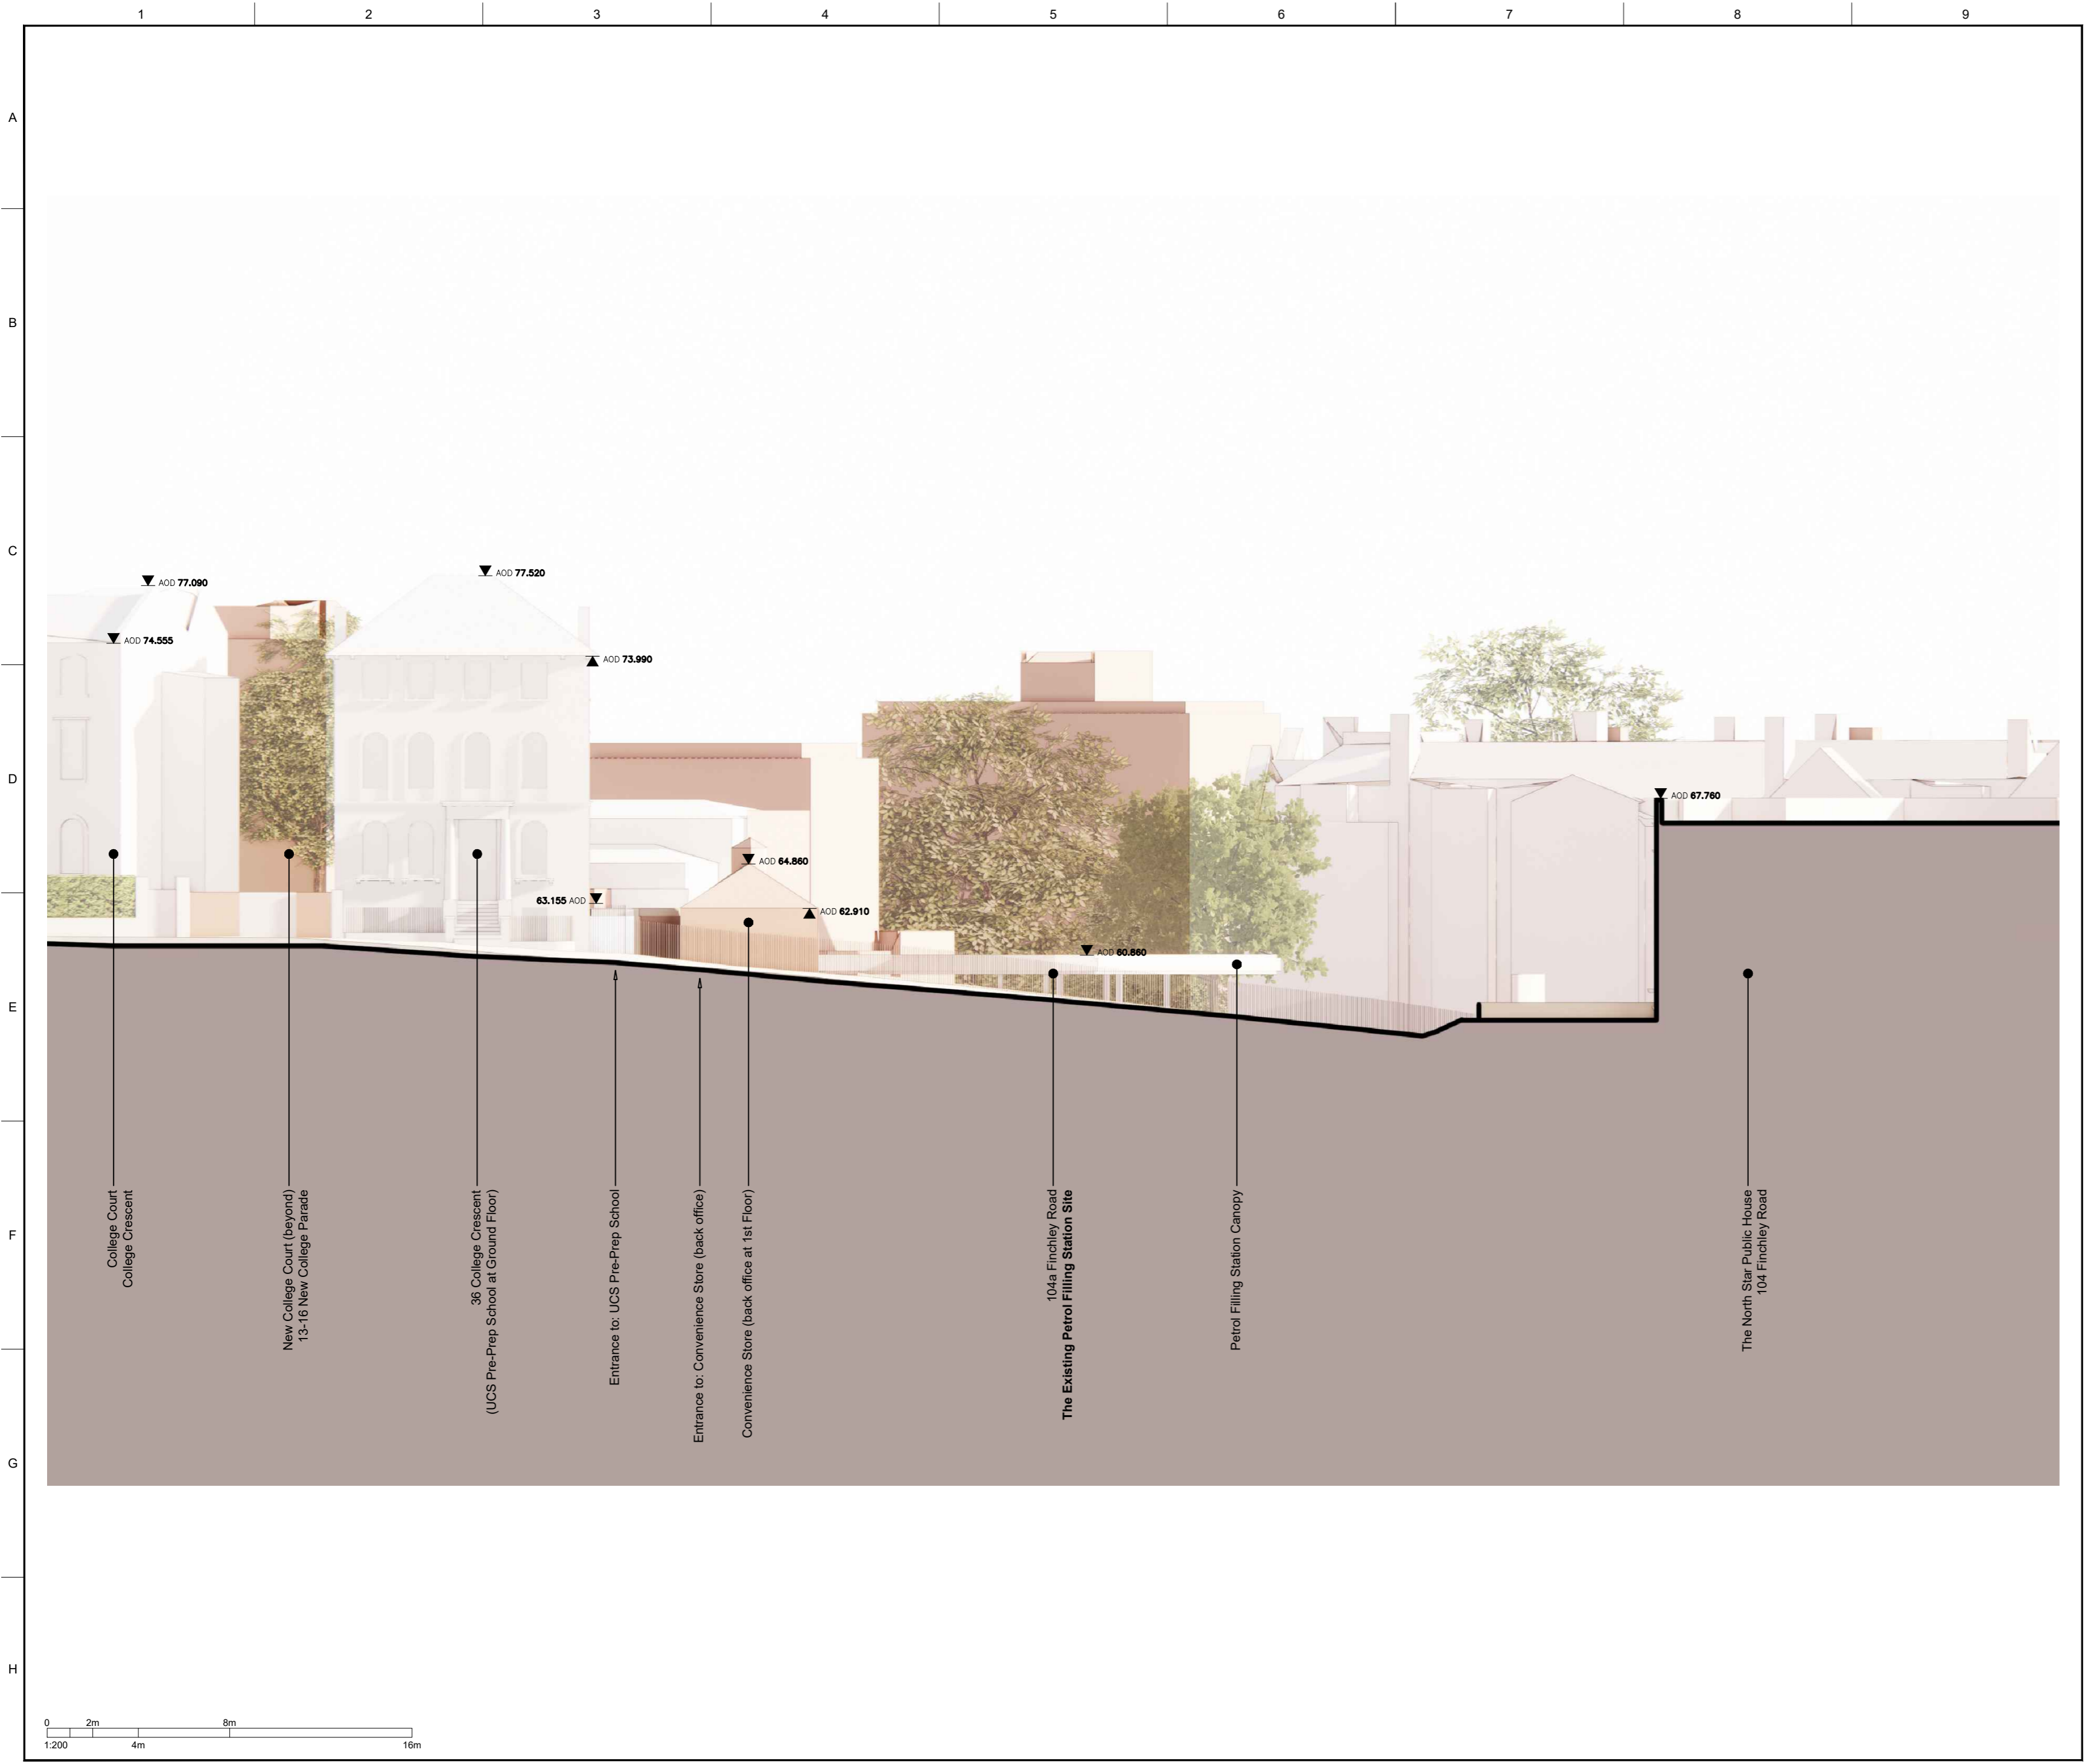 1 2 3 4 5 6 7 8 9
A
B
C
D
E
F
G
H
AOD 77.090
AOD 77.520
AOD 74.555
AOD 73.990
AOD 67.760
AOD 64.860
63.155 AOD
AOD 62.910
AOD 60.860
College Court
College Crescent
New College Court (beyond)
13-16 New College Parade
36 College Crescent
(UCS Pre-Prep School at Ground Floor)
Entrance to: UCS Pre-Prep School
Entrance to: Convenience Store (back office)
Convenience Store (back office at 1st Floor)
104a Finchley Road
The Existing Petrol Filling Station Site
Petrol Filling Station Canopy
The North Star Public House
104 Finchley Road
0 2m 8m
1:200 4m 16m